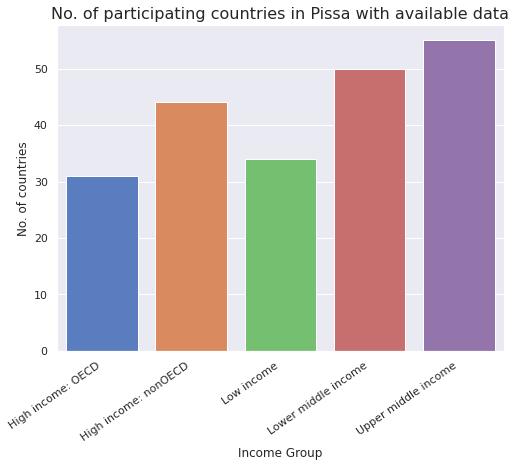 No. of participating countries in Pissa with available data
No. of countries
50
40
30
20
10
0
High income: OECD
High income: nonOECD
Low income
Lower middle income
Upper middle income
Income Group